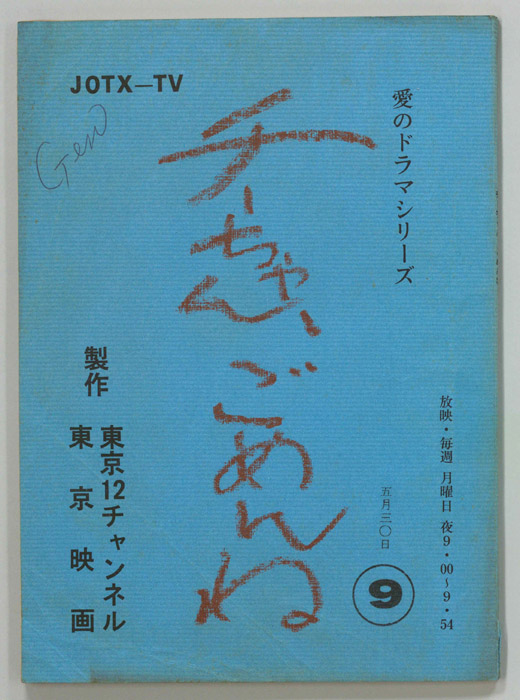 JOTX—TV
Gen
愛のドラマシリーズ
チーちゃん、ごめんね
放映・毎週 月曜日 夜9・00〜9・54
五月三〇日
9
製作
東京12チャンネル
東京映画